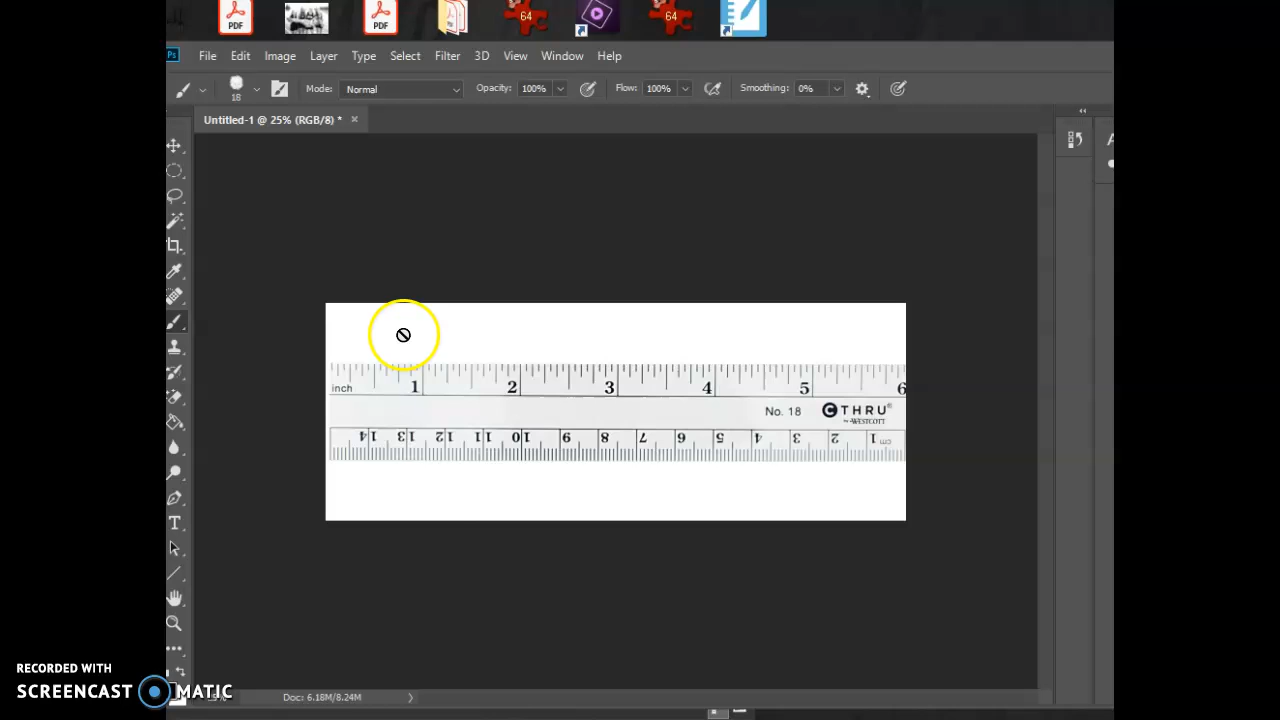 PDF
PDF
64
64
Ps File Edit Image Layer Type Select Filter 3D View Window Help
18
Mode: Normal Opacity: 100% Flow: 100% Smoothing: 0%
Untitled-1 @ 25% (RGB/8) *
inch 1 2 3 4 5 6
No. 18 C THRU®
by WESTCOTT
14 13 12 11 10 9 8 7 6 5 4 3 2 1 cm
T
RECORDED WITH
SCREENCAST MATIC
Doc: 6.18M/8.24M